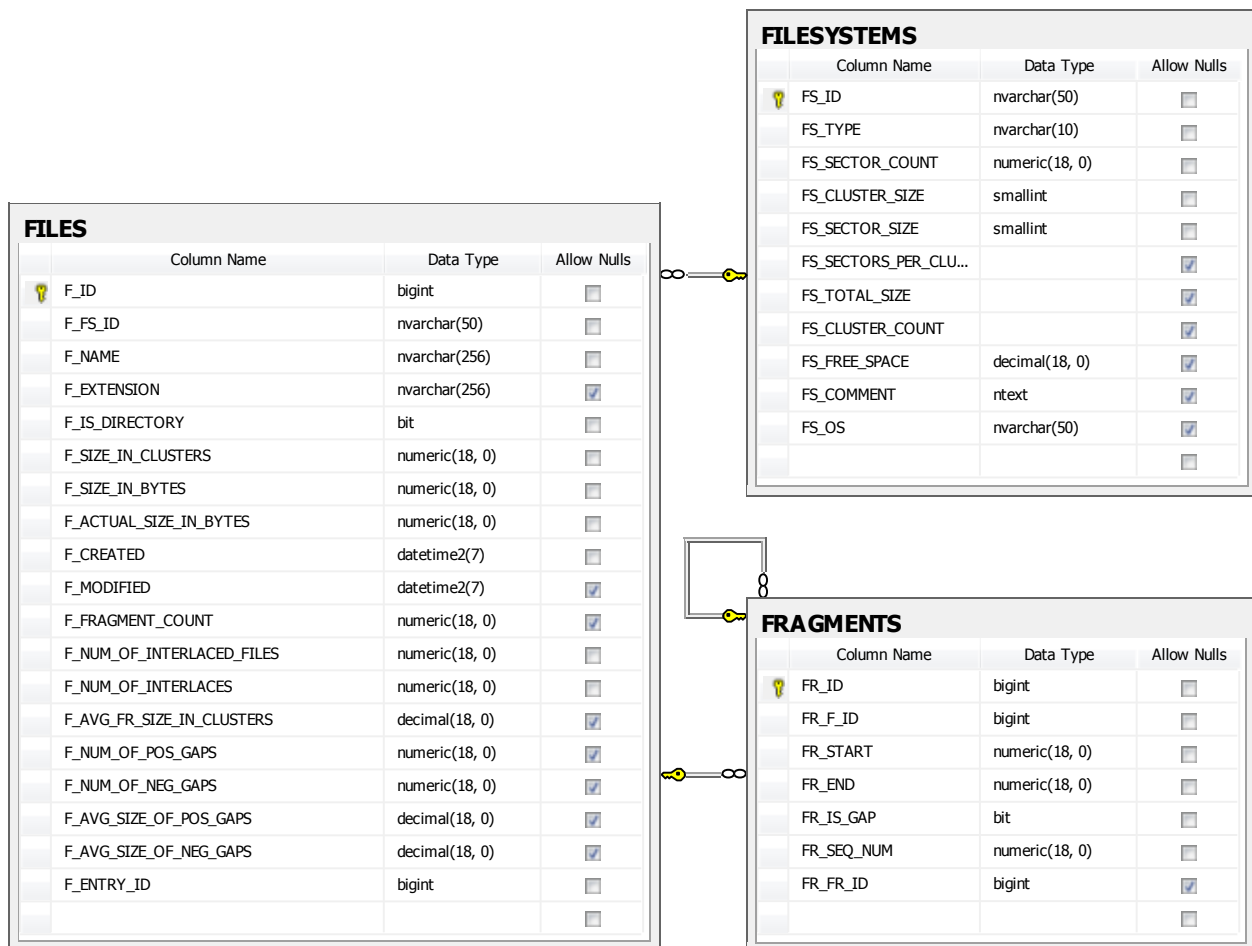 FILESYSTEMS
Column Name Data Type Allow Nulls
FS_ID nvarchar(50)
FS_TYPE nvarchar(10)
FS_SECTOR_COUNT numeric(18, 0)
FS_CLUSTER_SIZE smallint
FS_SECTOR_SIZE smallint
FS_SECTORS_PER_CLU...
FS_TOTAL_SIZE
FS_CLUSTER_COUNT
FS_FREE_SPACE decimal(18, 0)
FS_COMMENT ntext
FS_OS nvarchar(50)
FILES
Column Name Data Type Allow Nulls
F_ID bigint
F_FS_ID nvarchar(50)
F_NAME nvarchar(256)
F_EXTENSION nvarchar(256)
F_IS_DIRECTORY bit
F_SIZE_IN_CLUSTERS numeric(18, 0)
F_SIZE_IN_BYTES numeric(18, 0)
F_ACTUAL_SIZE_IN_BYTES numeric(18, 0)
F_CREATED datetime2(7)
F_MODIFIED datetime2(7)
F_FRAGMENT_COUNT numeric(18, 0)
F_NUM_OF_INTERLACED_FILES numeric(18, 0)
F_NUM_OF_INTERLACES numeric(18, 0)
F_AVG_FR_SIZE_IN_CLUSTERS decimal(18, 0)
F_NUM_OF_POS_GAPS numeric(18, 0)
F_NUM_OF_NEG_GAPS numeric(18, 0)
F_AVG_SIZE_OF_POS_GAPS decimal(18, 0)
F_AVG_SIZE_OF_NEG_GAPS decimal(18, 0)
F_ENTRY_ID bigint
FRAGMENTS
Column Name Data Type Allow Nulls
FR_ID bigint
FR_F_ID bigint
FR_START numeric(18, 0)
FR_END numeric(18, 0)
FR_IS_GAP bit
FR_SEQ_NUM numeric(18, 0)
FR_FR_ID bigint